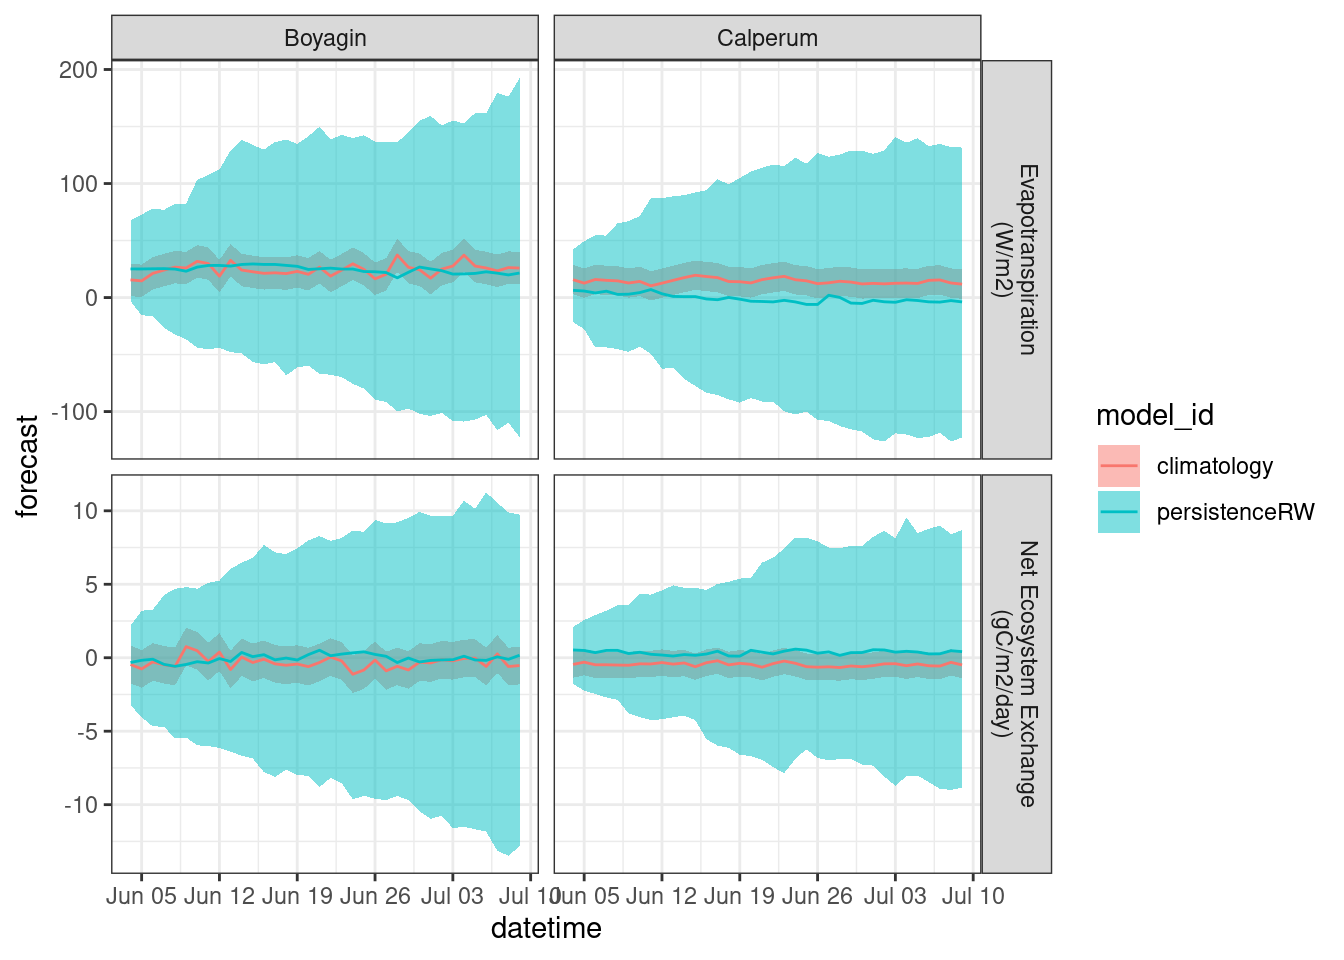 Boyagin
Calperum
200
100
0
-100
Evapotranspiration
(W/m2)
10
5
0
-5
-10
Net Ecosystem Exchange
(gC/m2/day)
forecast
Jun 05 Jun 12 Jun 19 Jun 26 Jul 03 Jul 10
Jun 05 Jun 12 Jun 19 Jun 26 Jul 03 Jul 10
datetime
model_id
climatology
persistenceRW